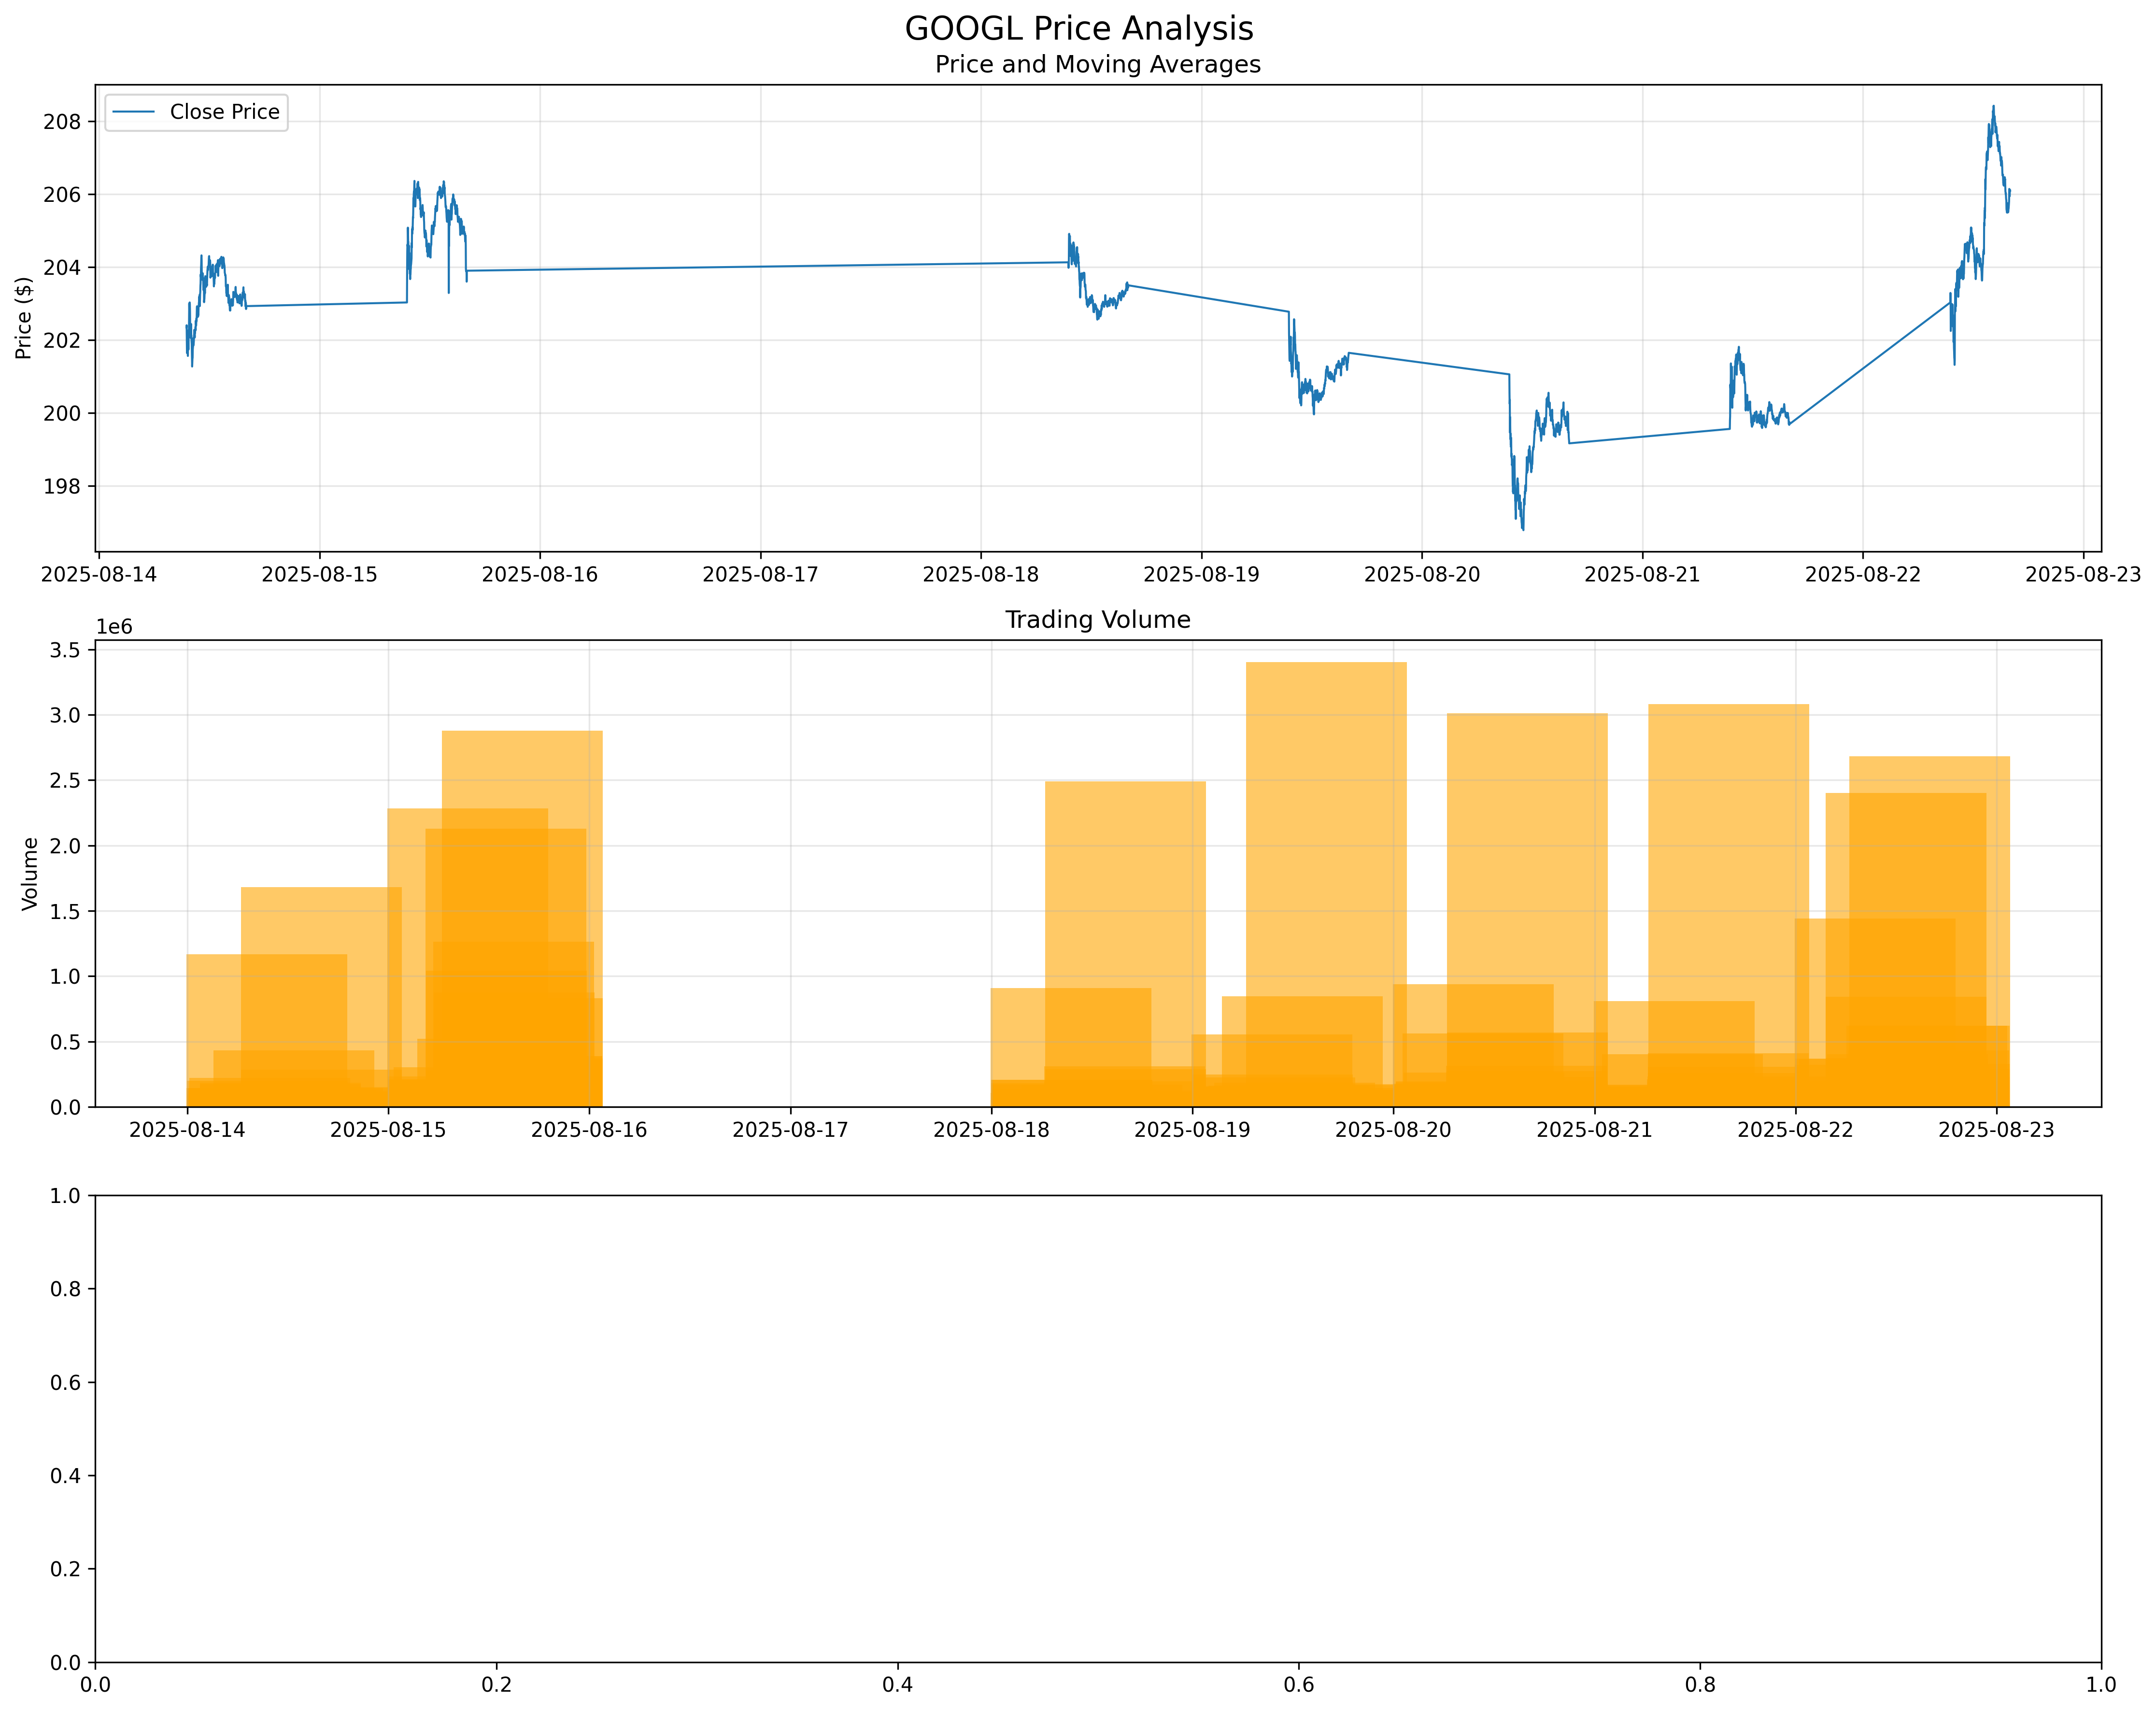 GOOGL Price Analysis
Price and Moving Averages
Close Price
Price ($)
208
206
204
202
200
198
2025-08-14 2025-08-15 2025-08-16 2025-08-17 2025-08-18 2025-08-19 2025-08-20 2025-08-21 2025-08-22 2025-08-23
Trading Volume
1e6
Volume
3.5
3.0
2.5
2.0
1.5
1.0
0.5
0.0
2025-08-14 2025-08-15 2025-08-16 2025-08-17 2025-08-18 2025-08-19 2025-08-20 2025-08-21 2025-08-22 2025-08-23
1.0
0.8
0.6
0.4
0.2
0.0
0.0 0.2 0.4 0.6 0.8 1.0